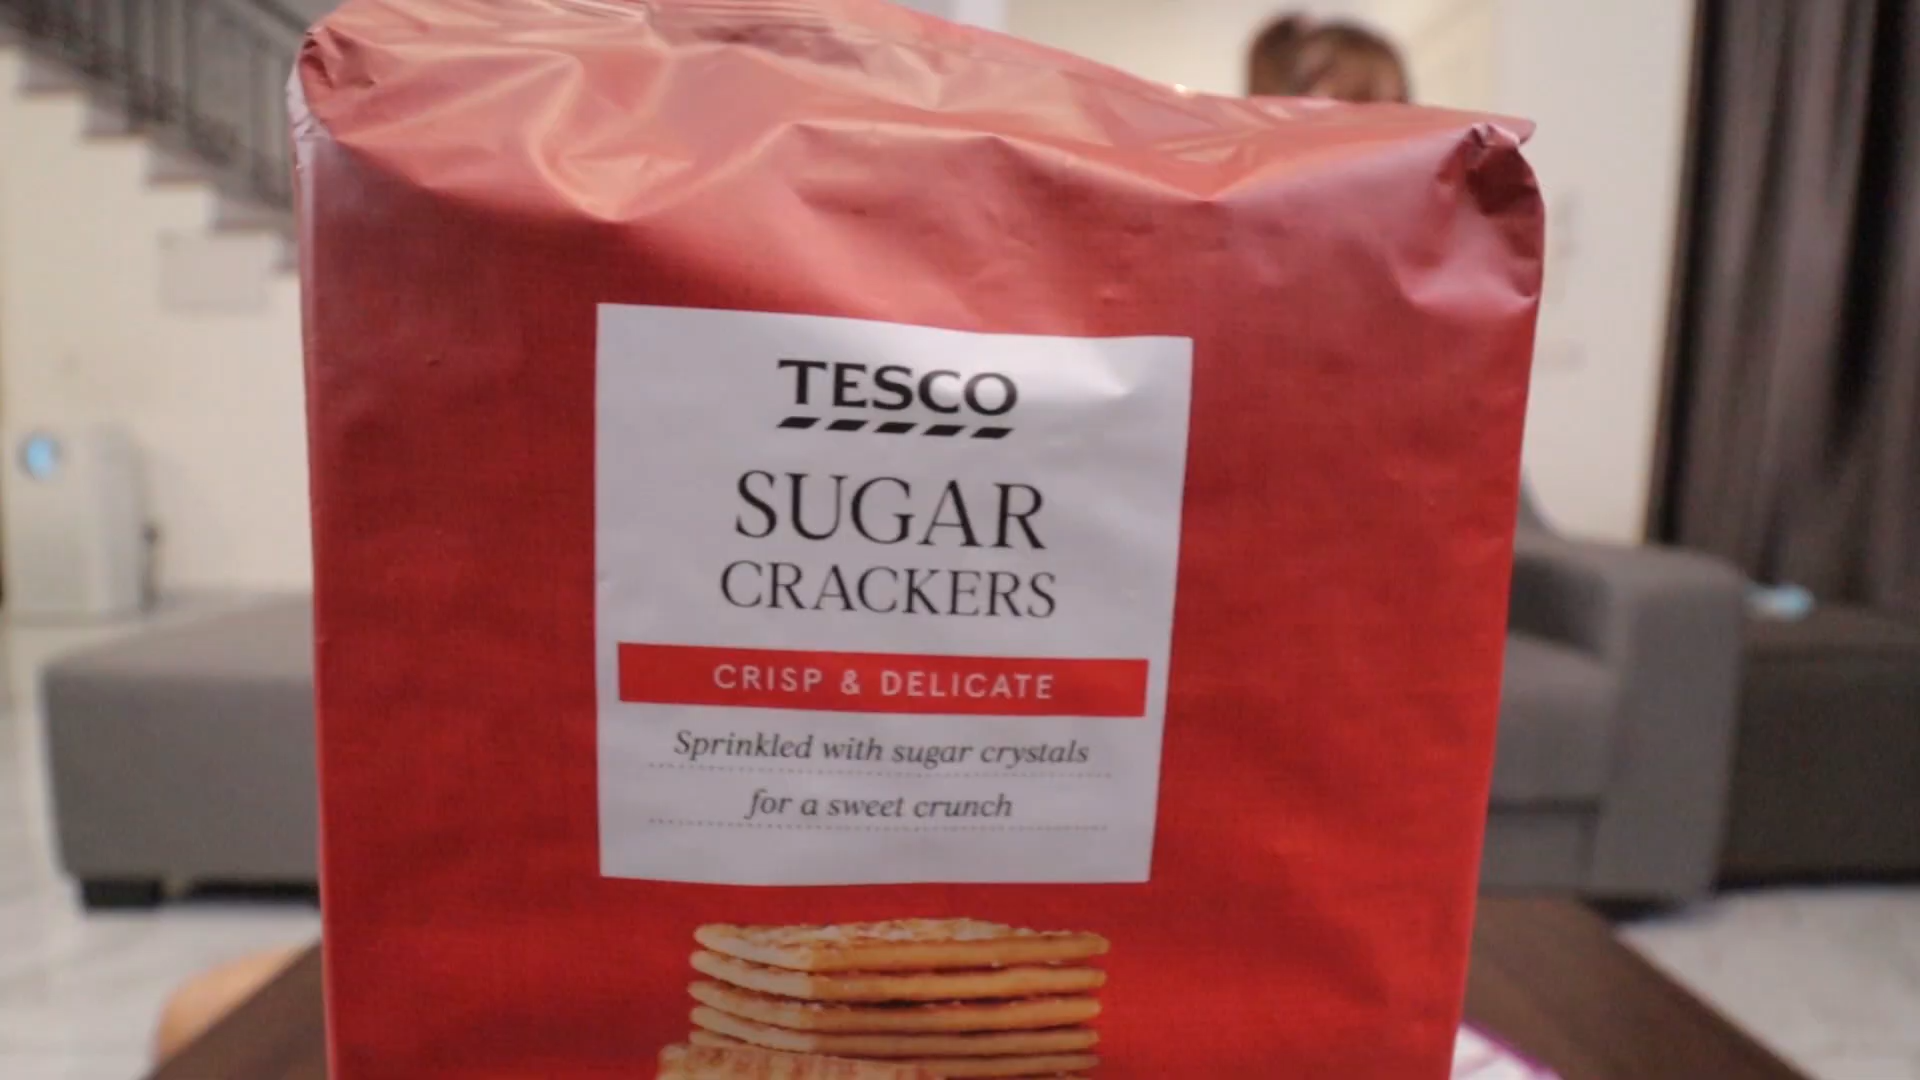 TESCO
SUGAR
CRACKERS
CRISP & DELICATE
Sprinkled with sugar crystals
for a sweet crunch